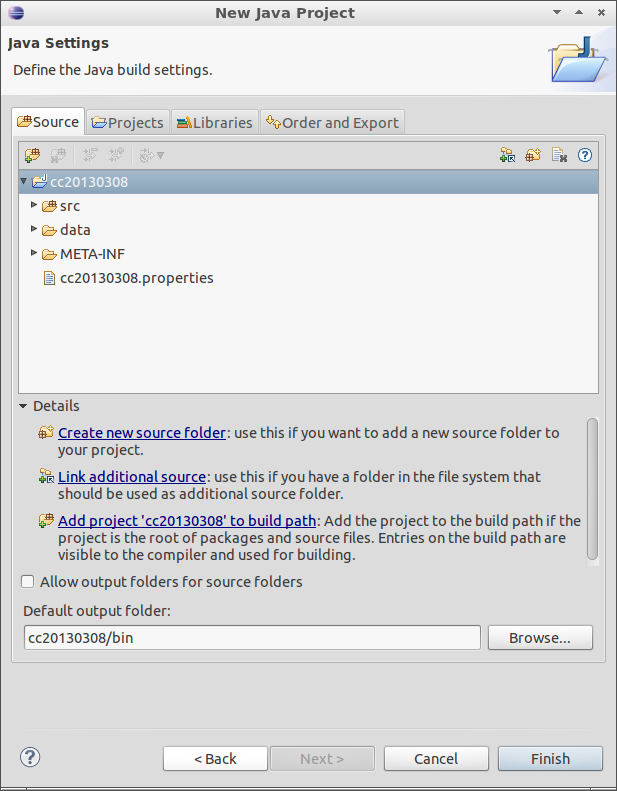 New Java Project
Java Settings
Define the Java build settings.
Source Projects Libraries Order and Export
cc20130308
src
data
META-INF
cc20130308.properties
Details
Create new source folder: use this if you want to add a new source folder to
your project.
Link additional source: use this if you have a folder in the file system that
should be used as additional source folder.
Add project 'cc20130308' to build path: Add the project to the build path if the
project is the root of packages and source files. Entries on the build path are
visible to the compiler and used for building.
Allow output folders for source folders
Default output folder:
cc20130308/bin Browse...
< Back Next > Cancel Finish